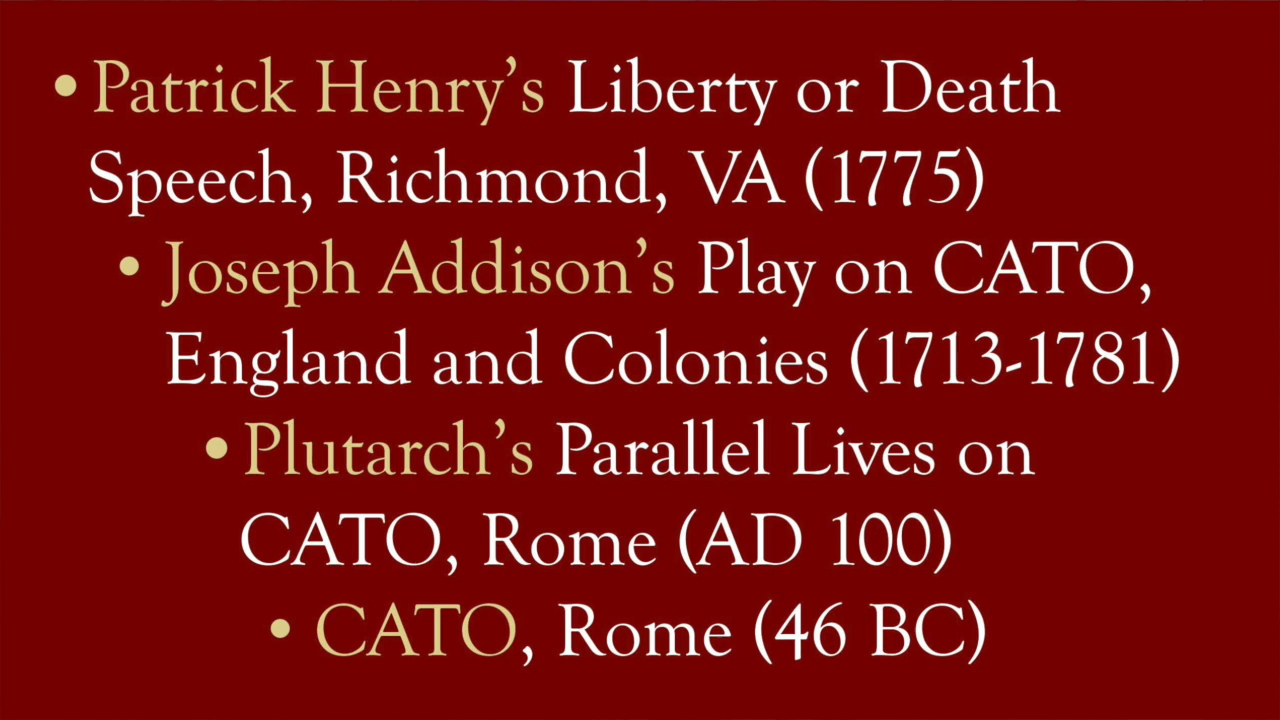 • Patrick Henry’s Liberty or Death
Speech, Richmond, VA (1775)
• Joseph Addison’s Play on CATO,
England and Colonies (1713-1781)
• Plutarch’s Parallel Lives on
CATO, Rome (AD 100)
• CATO, Rome (46 BC)